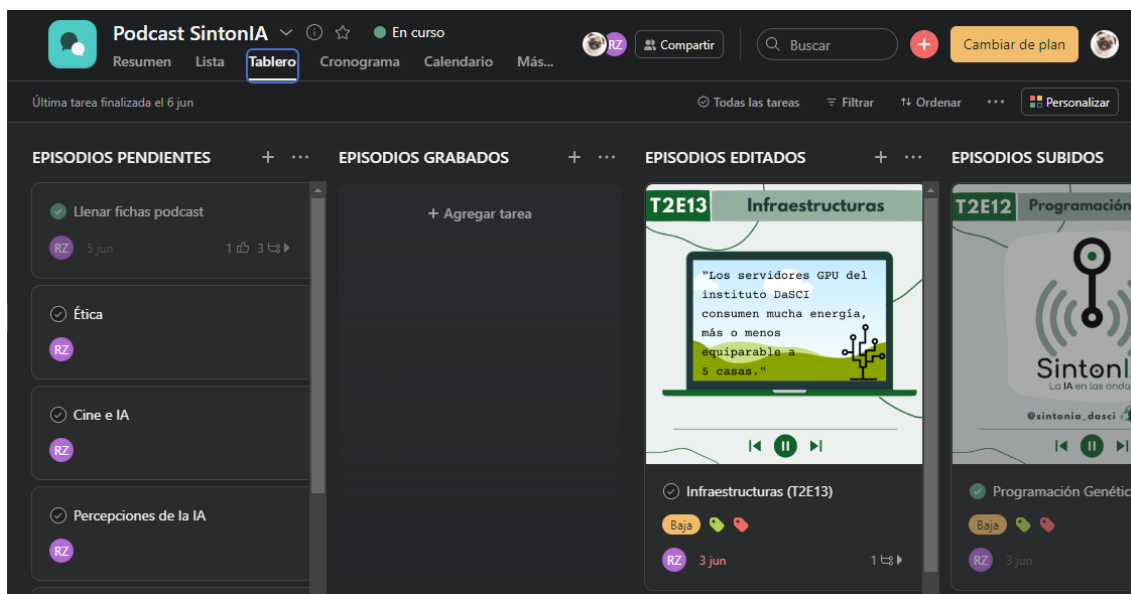 Podcast SintonIA
En curso
RZ
Compartir
Buscar
Cambiar de plan
Resumen Lista Tablero Cronograma Calendario Más...
Última tarea finalizada el 6 jun
Todas las tareas
Filtrar
Ordenar
Personalizar
EPISODIOS PENDIENTES
Llenar fichas podcast
RZ 5 jun 1 3
Ética
RZ
Cine e IA
RZ
Percepciones de la IA
RZ
EPISODIOS GRABADOS
+ Agregar tarea
EPISODIOS EDITADOS
T2E13 Infraestructuras
"Los servidores GPU del
instituto DaSCI
consumen mucha energía,
más o menos
equiparable a
5 casas."
Infraestructuras (T2E13)
Baja
RZ 3 jun 1
EPISODIOS SUBIDOS
T2E12 Programación
SintonI
La IA en las onda
@sintonia_dasci
Programación Genétic
Baja
RZ 3 jun